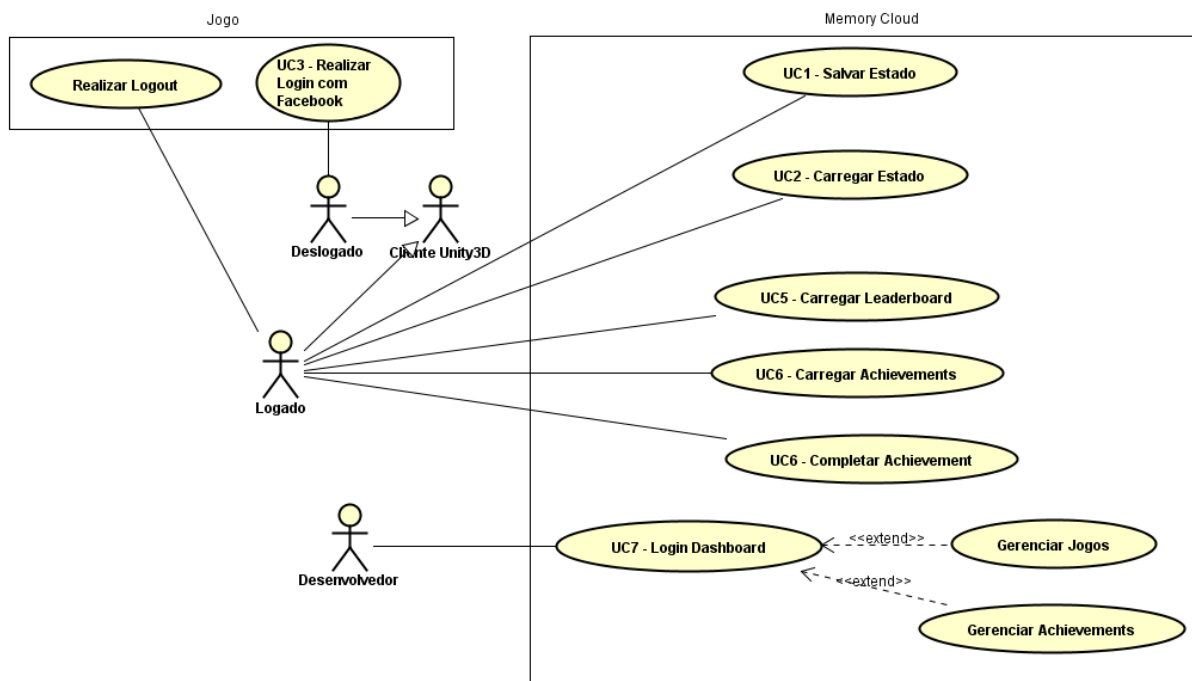 Jogo
Memory Cloud
Realizar Logout
UC3 - Realizar
Login com
Facebook
UC1 - Salvar Estado
UC2 - Carregar Estado
Deslogado
Cliente Unity3D
UC5 - Carregar Leaderboard
UC6 - Carregar Achievements
Logado
UC6 - Completar Achievement
Desenvolvedor
UC7 - Login Dashboard
<<extend>>
Gerenciar Jogos
<<extend>>
Gerenciar Achievements